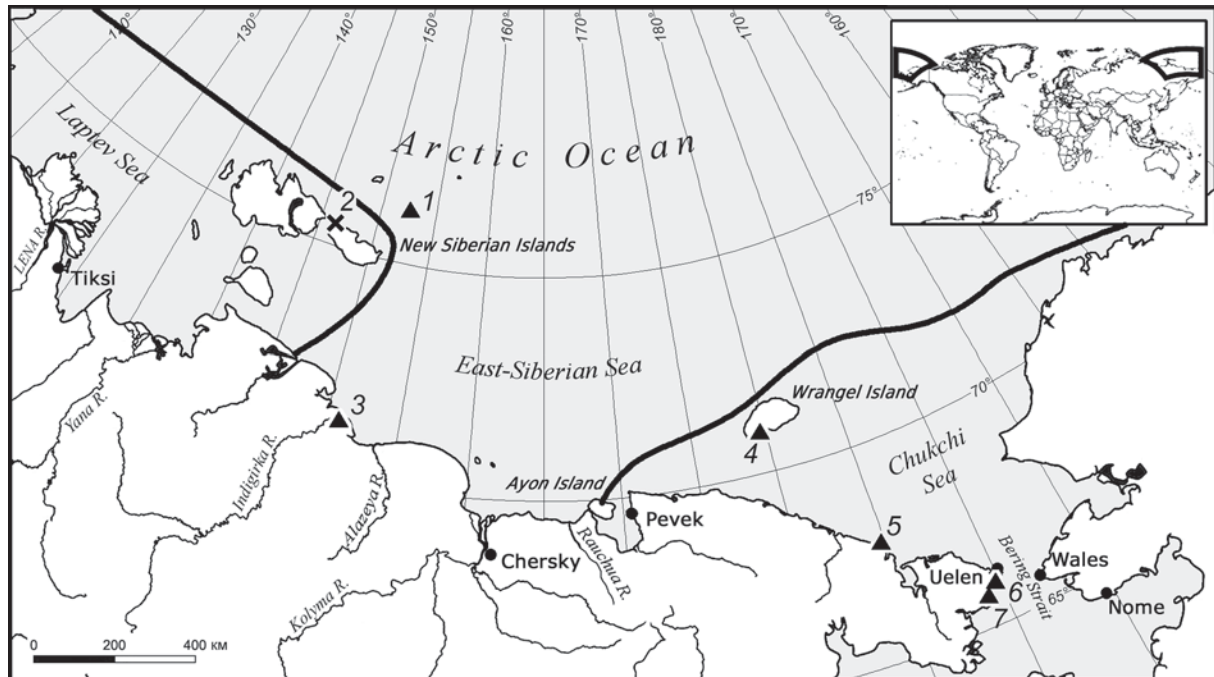 110°
130°
140°
150°
160°
170°
180°
170°
160°
Laptev Sea
Arctic Ocean
75°
1
2
New Siberian Islands
LENA R.
Tiksi
East-Siberian Sea
Wrangel Island
70°
3
4
Yana R.
Indigirka R.
Chukchi
Sea
Ayon Island
Alazeya R.
Pevek
5
Rauchua R.
Chersky
Bering Strait
Wales
Uelen
6
65°
Kolyma R.
7
Nome
0
200
400 км